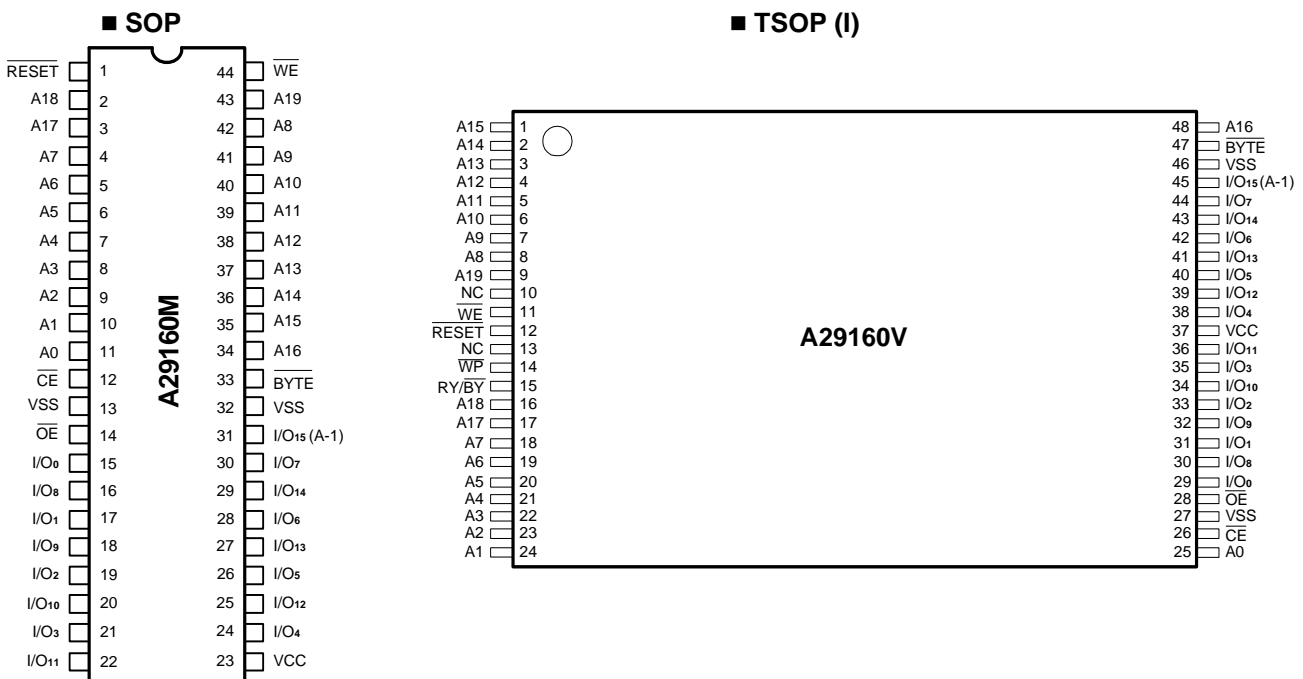 ■ SOP
RESET 1 44 WE
A18 2 43 A19
A17 3 42 A8
A7 4 41 A9
A6 5 40 A10
A5 6 39 A11
A4 7 38 A12
A3 8 37 A13
A2 9 36 A14
A1 10 35 A15
A0 11 34 A16
CE 12 33 BYTE
VSS 13 32 VSS
OE 14 31 I/O15 (A-1)
I/O0 15 30 I/O7
I/O8 16 29 I/O14
I/O1 17 28 I/O6
I/O9 18 27 I/O13
I/O2 19 26 I/O5
I/O10 20 25 I/O12
I/O3 21 24 I/O4
I/O11 22 23 VCC
A29160M
■ TSOP (I)
A15 1 48 A16
A14 2 47 BYTE
A13 3 46 VSS
A12 4 45 I/O15 (A-1)
A11 5 44 I/O7
A10 6 43 I/O14
A9 7 42 I/O6
A8 8 41 I/O13
A19 9 40 I/O5
NC 10 39 I/O12
WE 11 38 I/O4
RESET 12 37 VCC
NC 13 36 I/O11
WP 14 35 I/O3
RY/BY 15 34 I/O10
A18 16 33 I/O2
A17 17 32 I/O9
A7 18 31 I/O1
A6 19 30 I/O8
A5 20 29 I/O0
A4 21 28 OE
A3 22 27 VSS
A2 23 26 CE
A1 24 25 A0
A29160V